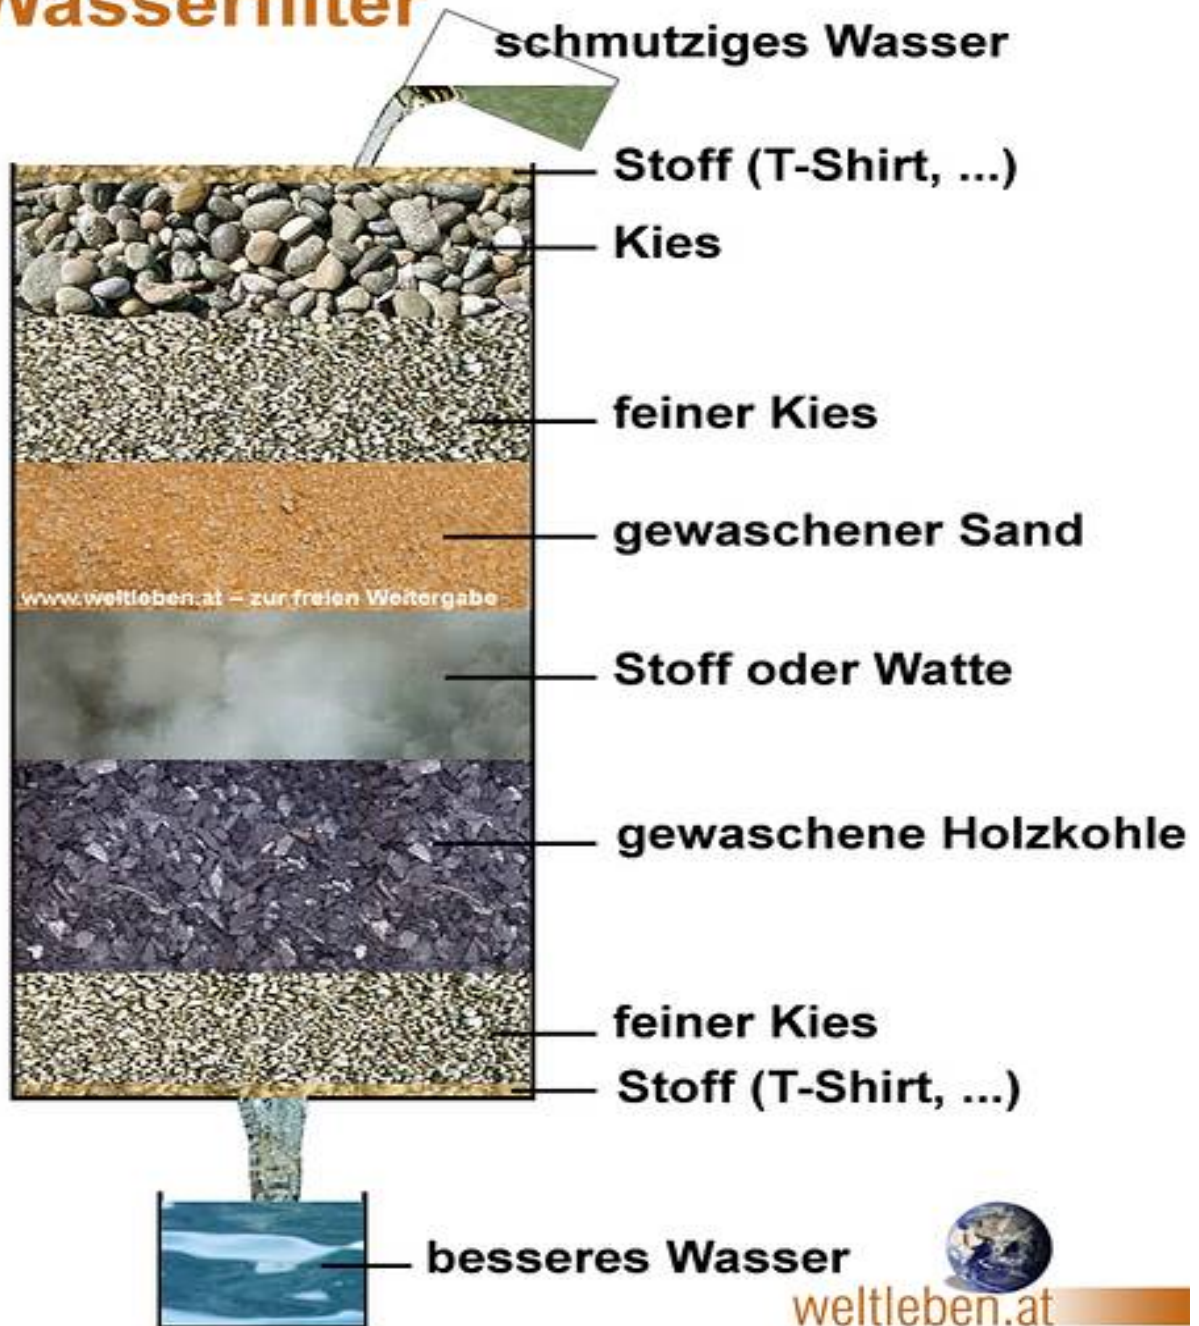 Wasserfilter
schmutziges Wasser
Stoff (T-Shirt, ...)
Kies
feiner Kies
gewaschener Sand
www.weltleben.at – zur freien Weitergabe
Stoff oder Watte
gewaschene Holzkohle
feiner Kies
Stoff (T-Shirt, ...)
besseres Wasser
weltleben.at